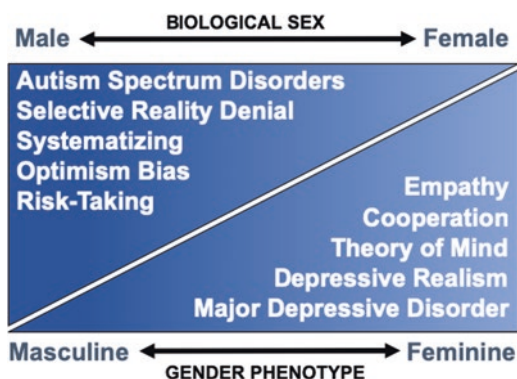 BIOLOGICAL SEX
Male Female
Autism Spectrum Disorders
Selective Reality Denial
Systematizing
Optimism Bias
Risk-Taking
Empathy
Cooperation
Theory of Mind
Depressive Realism
Major Depressive Disorder
Masculine Feminine
GENDER PHENOTYPE